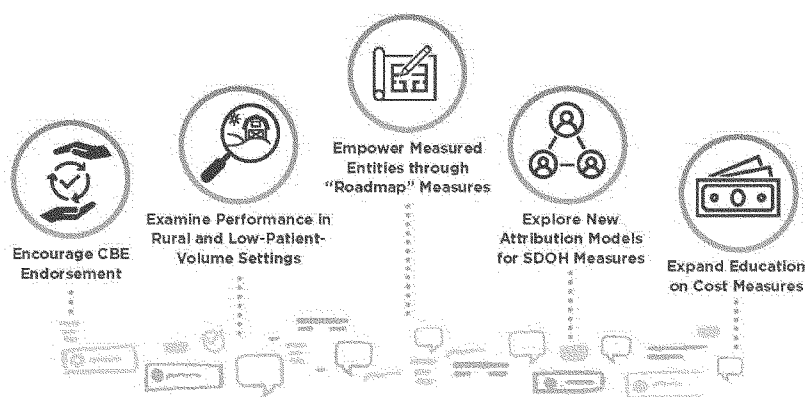 Encourage CBE
Endorsement
Examine Performance in
Rural and Low-Patient-
Volume Settings
Empower Measured
Entities through
“Roadmap” Measures
Explore New
Attribution Models
for SDOH Measures
Expand Education
on Cost Measures